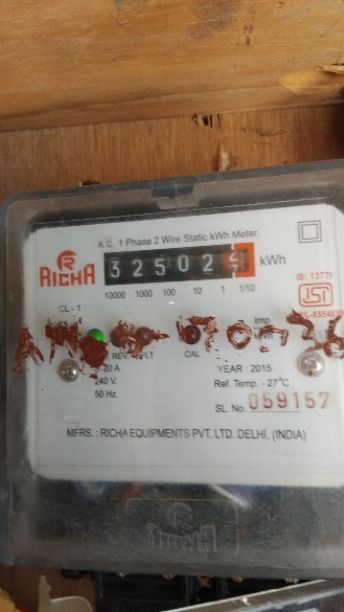 A.C. 1 Phase 2 Wire Static kWh Meter.
RICHA
32502
kWh
10000 1000 100 10 1 1/10
IS: 13771
ISI
CL - 1
Imp
REV
CAL
-20 A
240 V.
50 Hz.
YEAR : 2015
Ref. Temp. - 27°C
SL. No. 059157
MFRS. : RICHA EQUIPMENTS PVT. LTD. DELHI, (INDIA)
RICHA